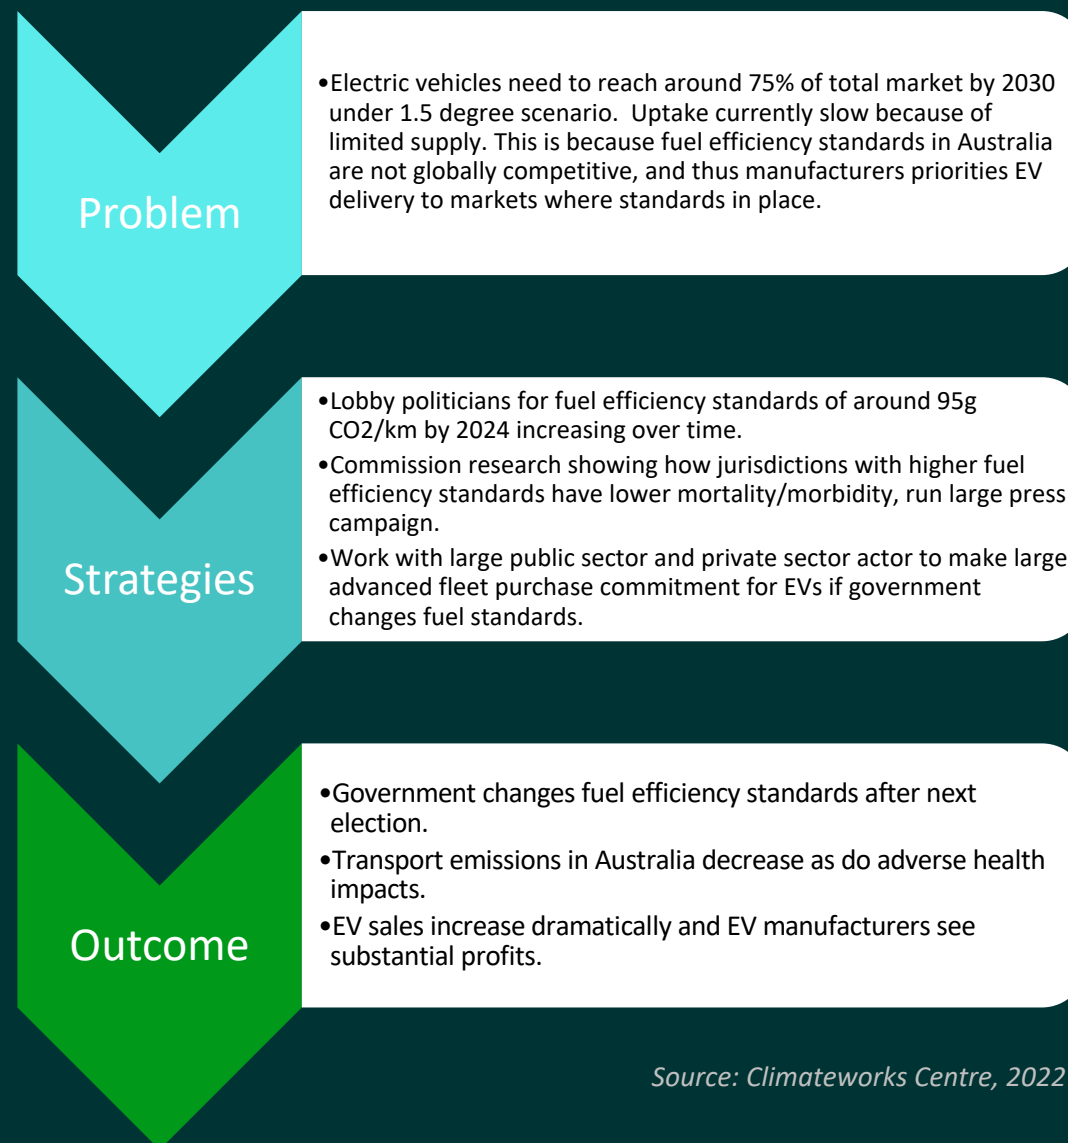 Problem
•Electric vehicles need to reach around 75% of total market by 2030
under 1.5 degree scenario.  Uptake currently slow because of
limited supply. This is because fuel efficiency standards in Australia
are not globally competitive, and thus manufacturers priorities EV
delivery to markets where standards in place.
Strategies
•Lobby politicians for fuel efficiency standards of around 95g
CO2/km by 2024 increasing over time.
•Commission research showing how jurisdictions with higher fuel
efficiency standards have lower mortality/morbidity, run large press
campaign.
•Work with large public sector and private sector actor to make large
advanced fleet purchase commitment for EVs if government
changes fuel standards.
Outcome
•Government changes fuel efficiency standards after next
election.
•Transport emissions in Australia decrease as do adverse health
impacts.
•EV sales increase dramatically and EV manufacturers see
substantial profits.
Source: Climateworks Centre, 2022